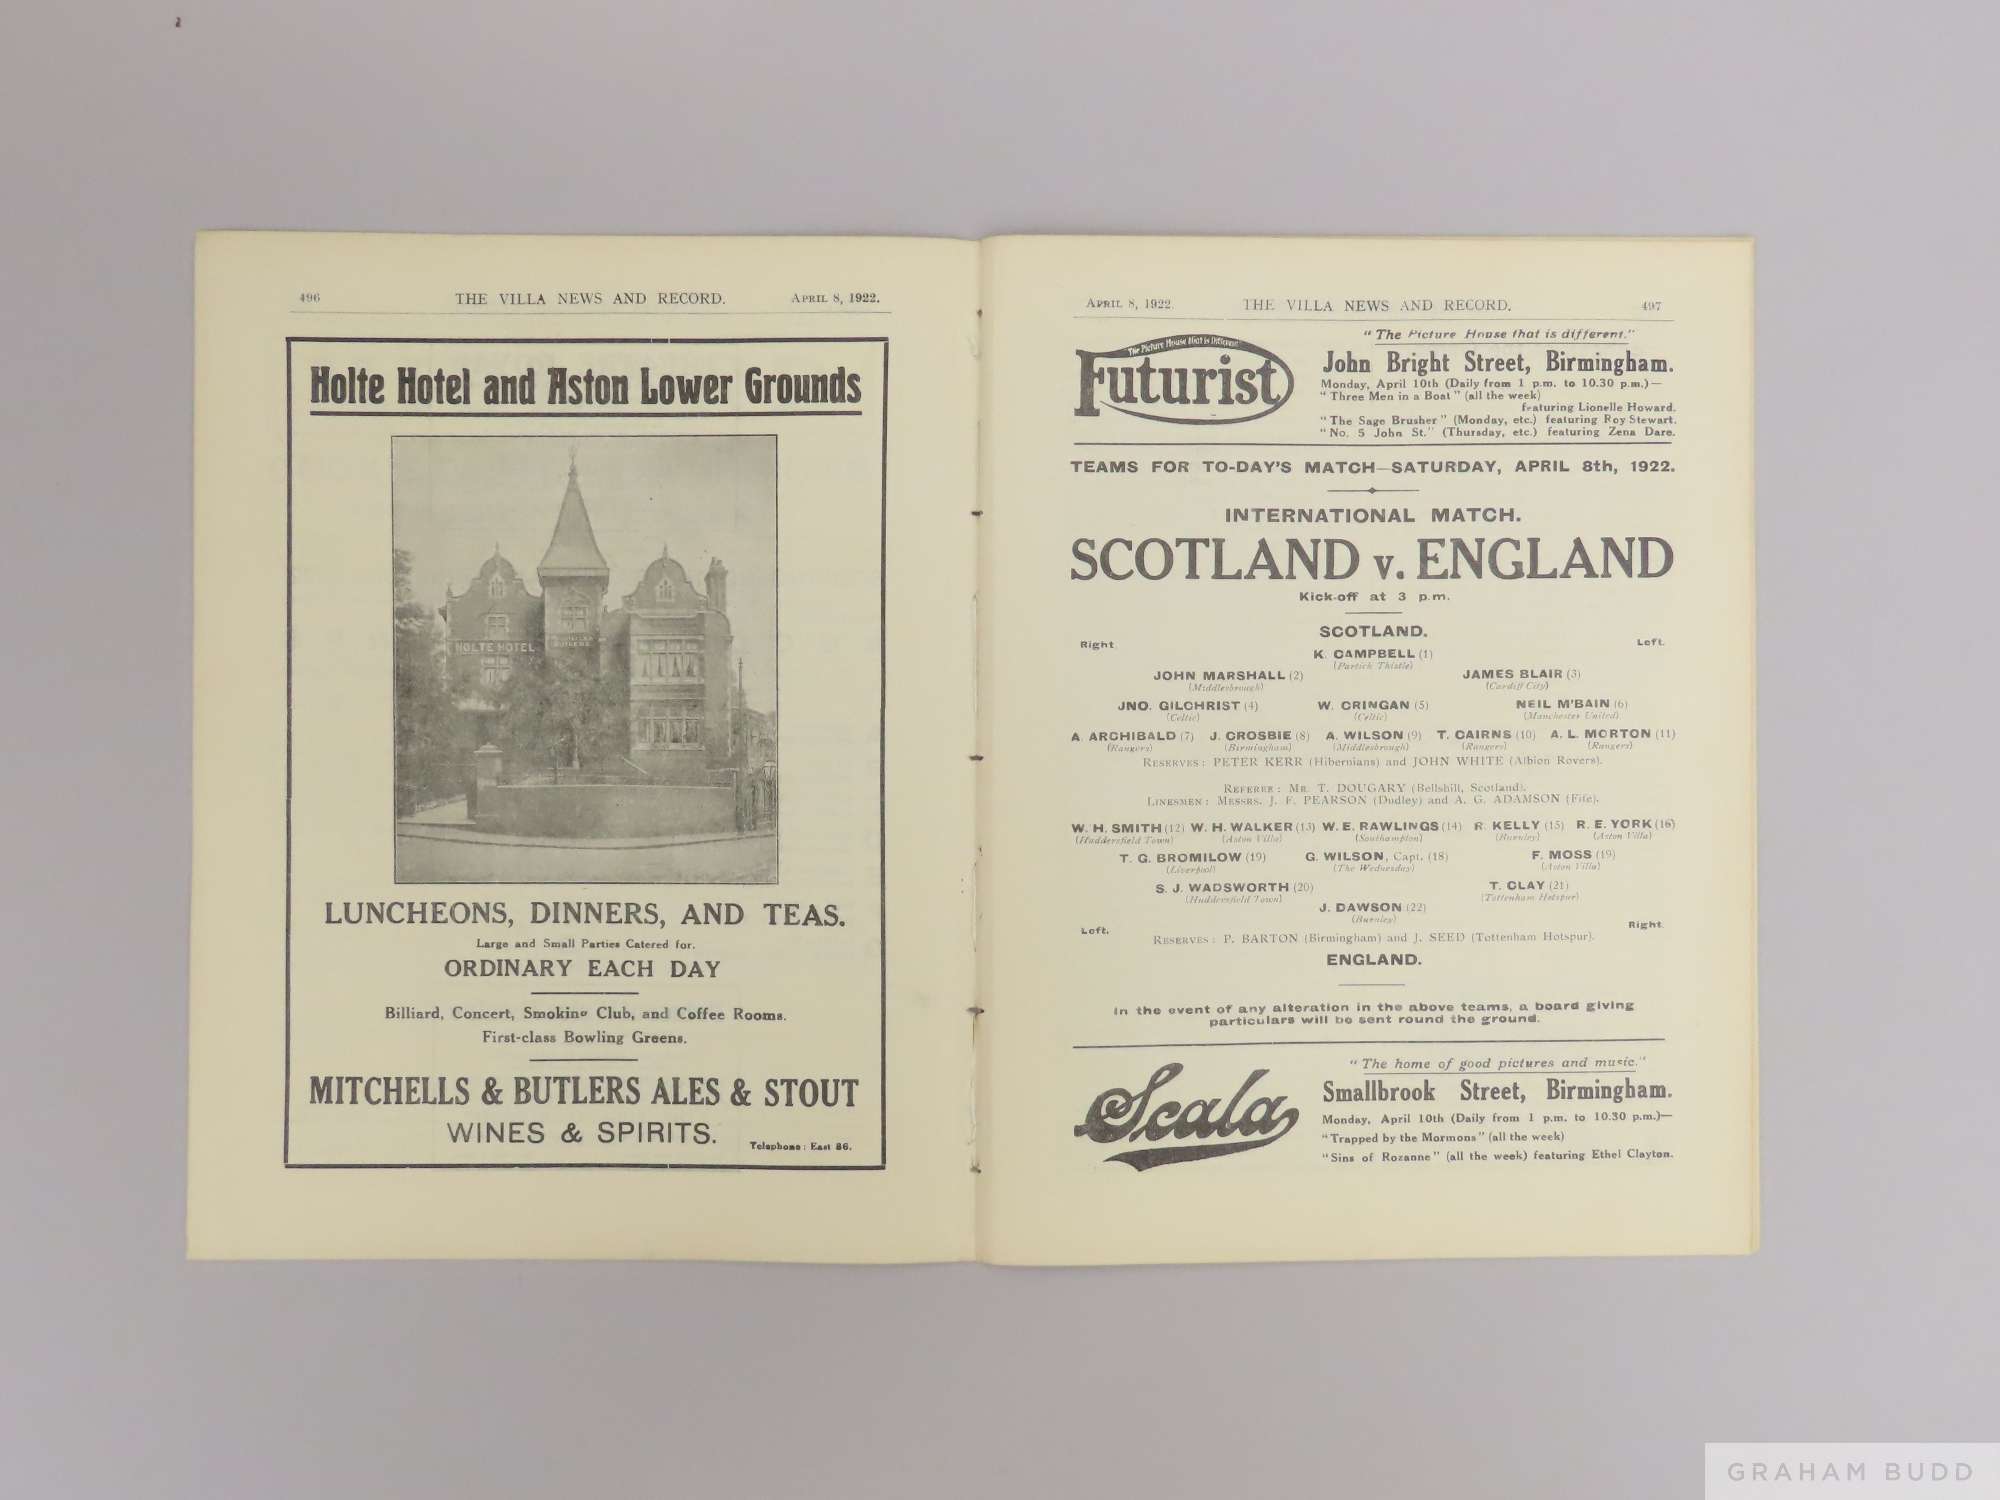 496 THE VILLA NEWS AND RECORD. APRIL 8, 1922.
Holte Hotel and Aston Lower Grounds
HOLTE HOTEL
LUNCHEONS, DINNERS, AND TEAS.
Large and Small Parties Catered for.
ORDINARY EACH DAY
Billiard, Concert, Smoking Club, and Coffee Rooms.
First-class Bowling Greens.
MITCHELLS & BUTLERS ALES & STOUT
WINES & SPIRITS.
Telephone: East 86.
APRIL 8, 1922. THE VILLA NEWS AND RECORD. 497
The Picture House that is Different
Futurist
"The Picture House that is different."
John Bright Street, Birmingham.
Monday, April 10th (Daily from 1 p.m. to 10.30 p.m.)—
"Three Men in a Boat" (all the week)
featuring Lionelle Howard.
"The Sage Brusher" (Monday, etc.) featuring Roy Stewart.
"No. 5 John St." (Thursday, etc.) featuring Zena Dare.
TEAMS FOR TO-DAY'S MATCH—SATURDAY, APRIL 8th, 1922.
INTERNATIONAL MATCH.
SCOTLAND v. ENGLAND
Kick-off at 3 p.m.
SCOTLAND.
Right. Left.
K. CAMPBELL (1)
(Partick Thistle)
JOHN MARSHALL (2) JAMES BLAIR (3)
(Middlesbrough) (Cardiff City)
JNO. GILCHRIST (4) W. CRINGAN (5) NEIL M'BAIN (6)
(Celtic) (Celtic) (Manchester United)
A. ARCHIBALD (7) J. CROSBIE (8) A. WILSON (9) T. CAIRNS (10) A. L. MORTON (11)
(Rangers) (Birmingham) (Middlesbrough) (Rangers) (Rangers)
RESERVES: PETER KERR (Hibernians) and JOHN WHITE (Albion Rovers).
REFEREE: MR. T. DOUGARY (Bellshill, Scotland).
LINESMEN: MESSRS. J. F. PEARSON (Dudley) and A. G. ADAMSON (Fife).
W. H. SMITH (12) W. H. WALKER (13) W. E. RAWLINGS (14) R. KELLY (15) R. E. YORK (16)
(Huddersfield Town) (Aston Villa) (Southampton) (Burnley) (Aston Villa)
T. G. BROMILOW (19) G. WILSON, Capt. (18) F. MOSS (19)
(Liverpool) (The Wednesday) (Aston Villa)
S. J. WADSWORTH (20) T. CLAY (21)
(Huddersfield Town) (Tottenham Hotspur)
J. DAWSON (22)
(Burnley)
Left. Right.
RESERVES: P. BARTON (Birmingham) and J. SEED (Tottenham Hotspur).
ENGLAND.
In the event of any alteration in the above teams, a board giving
particulars will be sent round the ground.
Scala
"The home of good pictures and music."
Smallbrook Street, Birmingham.
Monday, April 10th (Daily from 1 p.m. to 10.30 p.m.)—
"Trapped by the Mormons" (all the week)
"Sins of Rozanne" (all the week) featuring Ethel Clayton.
GRAHAM BUDD